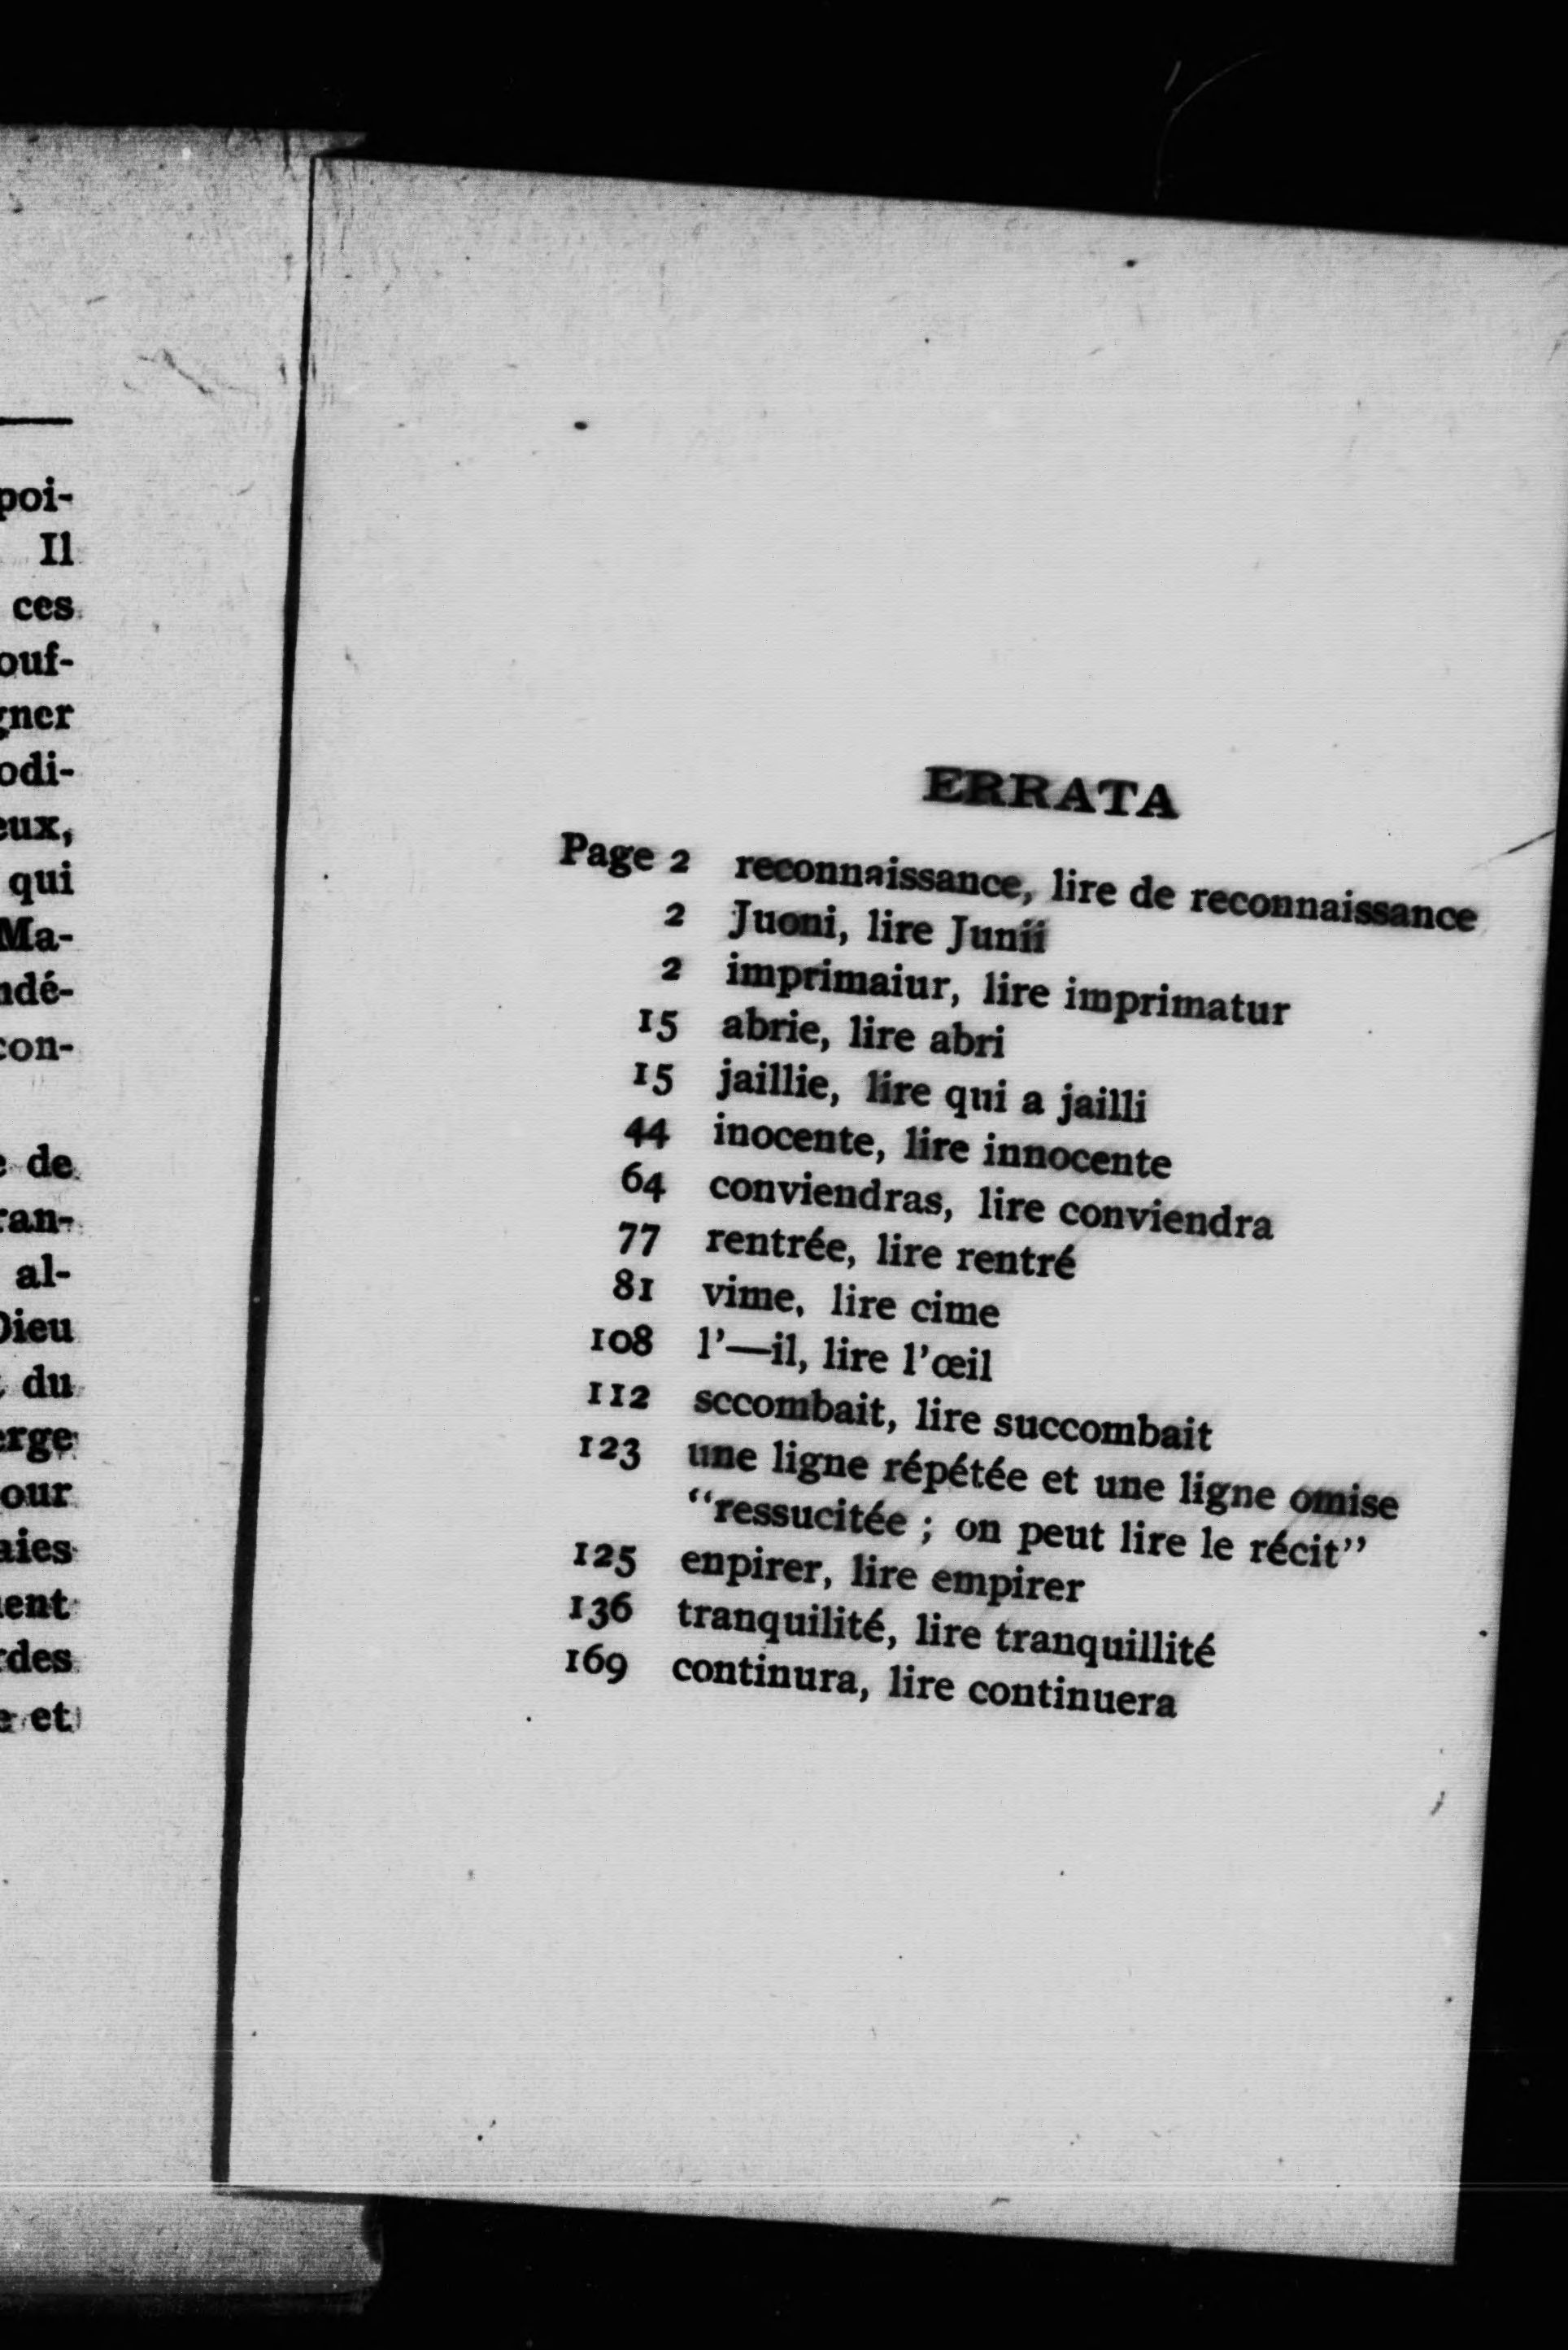 poi-
Il
ces
ouf-
gner
odi-
eux,
qui
Ma-
ndé-
con-
de
ran-
al-
Dieu
du
erge
our
aies
ent
rdes
et
ERRATA
Page 2 reconnaissance, lire de reconnaissance
2 Juoni, lire Junii
2 imprimaiur, lire imprimatur
15 abrie, lire abri
15 jaillie, lire qui a jailli
44 inocente, lire innocente
64 conviendras, lire conviendra
77 rentrée, lire rentré
81 vime, lire cime
108 l'—il, lire l'œil
112 sccombait, lire succombait
123 une ligne répétée et une ligne omise
"ressucitée ; on peut lire le récit"
125 enpirer, lire empirer
136 tranquilité, lire tranquillité
169 continura, lire continuera